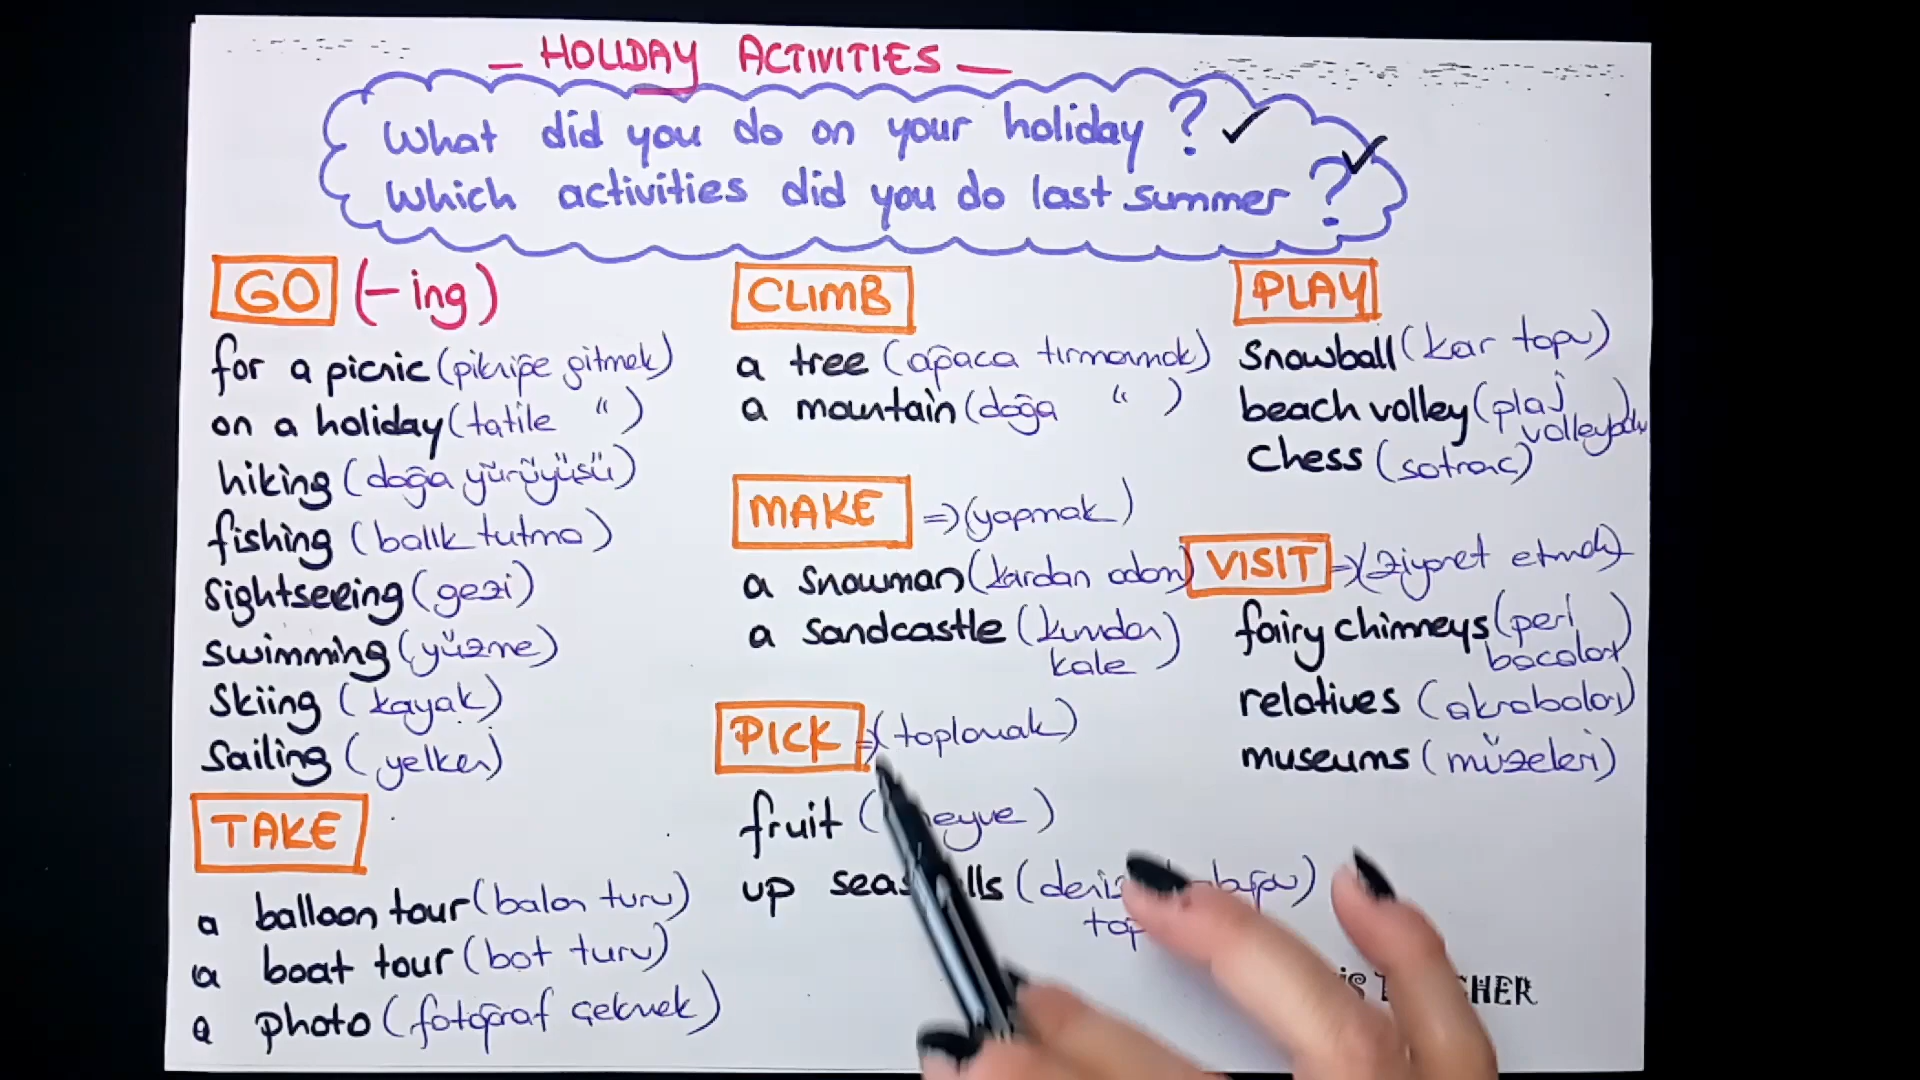 HOLIDAY ACTIVITIES
What did you do on your holiday?
Which activities did you do last summer?
GO (-ing)
for a picnic (pikniğe gitmek)
on a holiday (tatile " )
hiking (doğa yürüyüşü)
fishing (balık tutma)
sightseeing (gezi)
swimming (yüzme)
Skiing (kayak)
Sailing (yelken)
TAKE
a balloon tour (balon turu)
a boat tour (bot turu)
a photo (fotoğraf çekmek)
CLIMB
a tree (ağaca tırmanmak)
a mountain (dağa " )
MAKE => (yapmak)
a snowman (kardan adam)
a sandcastle (kumdan
kale)
PICK => (toplamak)
fruit (
up
PLAY
Snowball (kar topu)
beach volley (plaj
volleybolu)
Chess (satranç)
VISIT => (ziyaret etmek)
fairy chimneys (peri
bacaları)
relatives (akrabaları)
museums (müzeleri)